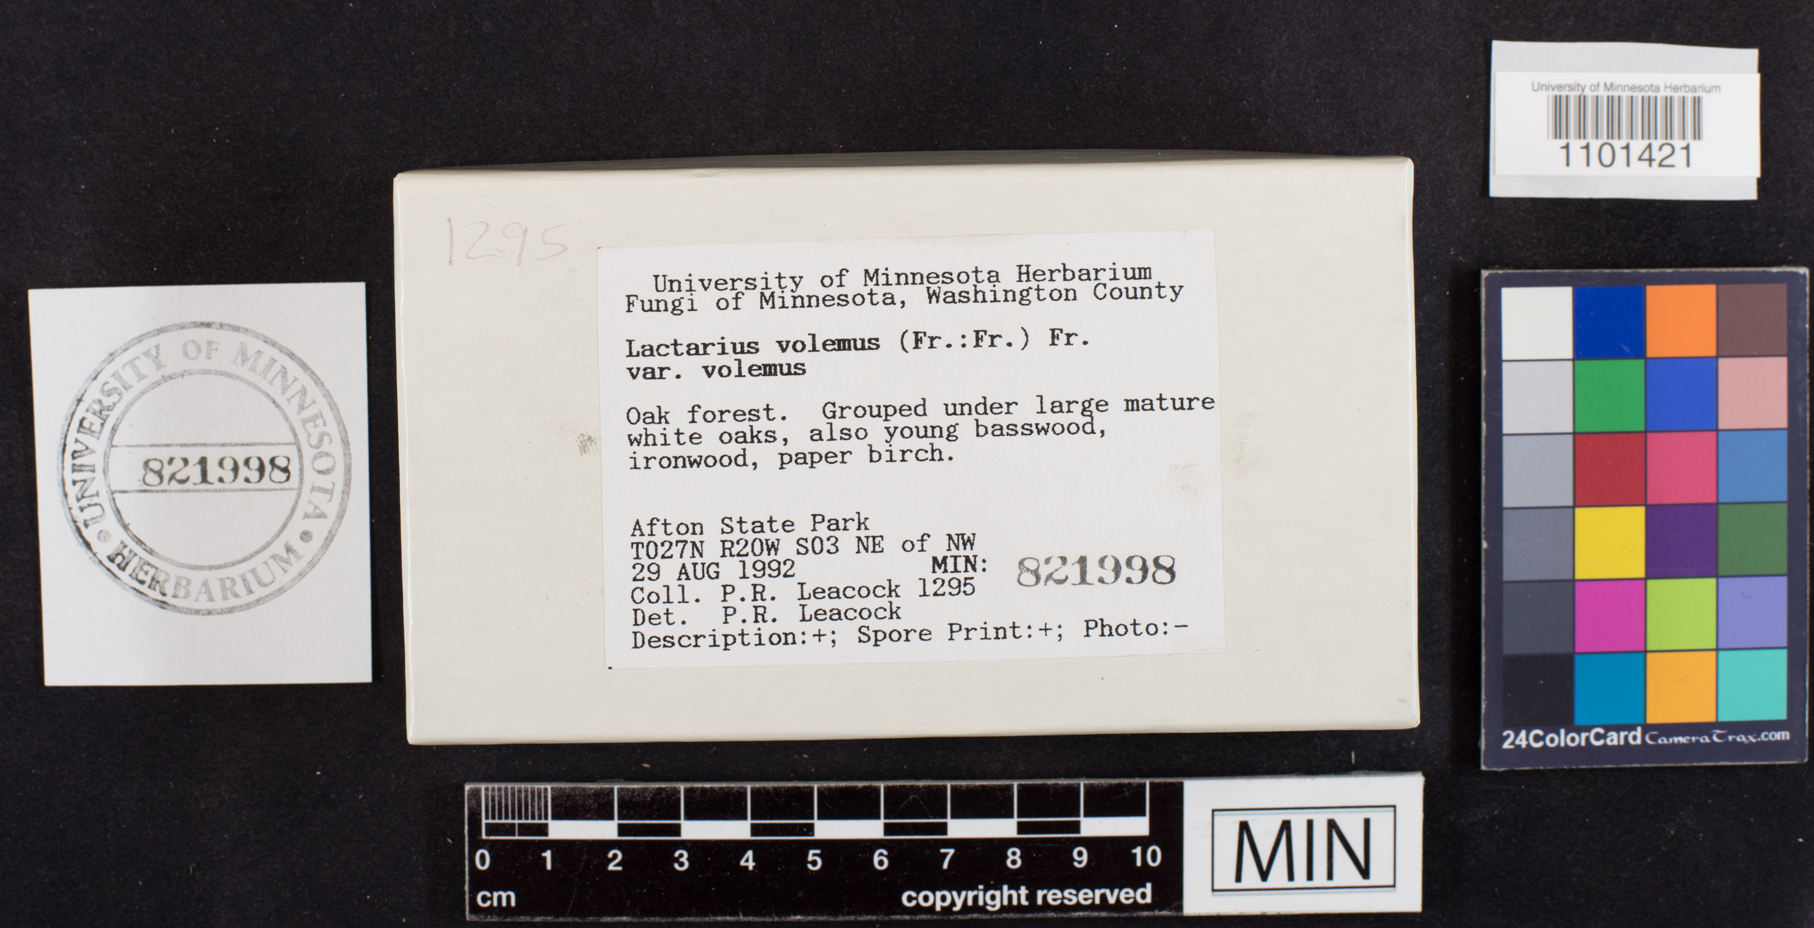 University of Minnesota Herbarium
1101421
1295
University of Minnesota Herbarium
Fungi of Minnesota, Washington County
Lactarius volemus (Fr.:Fr.) Fr.
var. volemus
Oak forest. Grouped under large mature
white oaks, also young basswood,
ironwood, paper birch.
Afton State Park
T027N R20W S03 NE of NW
29 AUG 1992 MIN: 821998
Coll. P.R. Leacock 1295
Det. P.R. Leacock
Description:+; Spore Print:+; Photo:-
UNIVERSITY OF MINNESOTA
821998
HERBARIUM
24ColorCard CameraTrax.com
0 1 2 3 4 5 6 7 8 9 10
cm copyright reserved
MIN